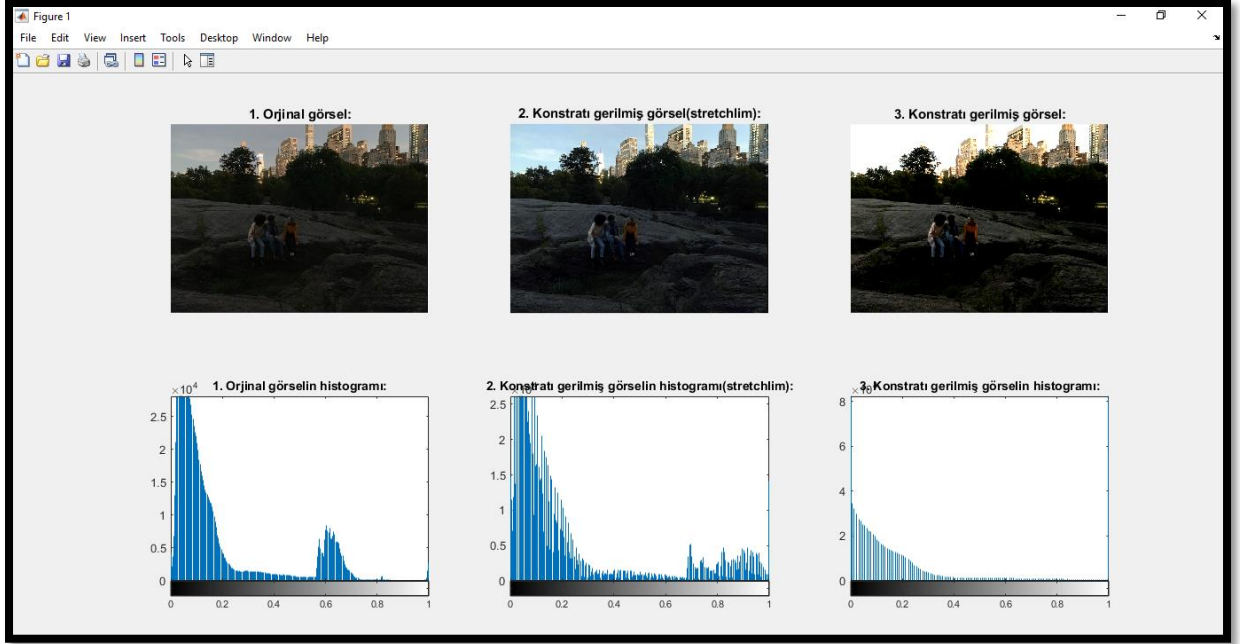 Figure 1
File Edit View Insert Tools Desktop Window Help
1. Orjinal görsel:
2. Konstratı gerilmiş görsel(stretchlim):
3. Konstratı gerilmiş görsel:
1. Orjinal görselin histogramı:
2. Konstratı gerilmiş görselin histogramı(stretchlim):
3. Konstratı gerilmiş görselin histogramı:
×10⁴
2.5
2
1.5
1
0.5
0
0 0.2 0.4 0.6 0.8 1
2.5
2
1.5
1
0.5
0
0 0.2 0.4 0.6 0.8 1
8
6
4
2
0
0 0.2 0.4 0.6 0.8 1